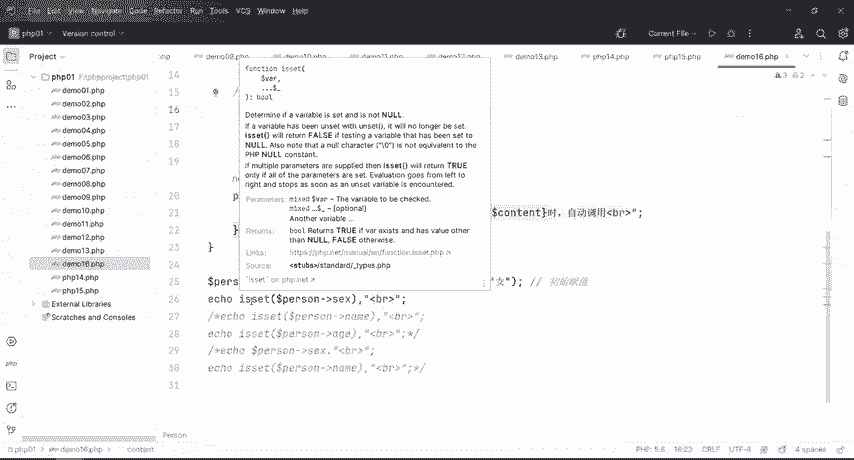 File Edit View Navigate Code Refactor Run Tools VCS Window Help
php01 Version control Current File
Project
php demo09.php demo10.php demo11.php demo12.php demo13.php php14.php php15.php demo16.php
php01 F:\phpproject\php01
demo01.php
demo02.php
demo03.php
demo04.php
demo05.php
demo06.php
demo07.php
demo08.php
demo09.php
demo10.php
demo11.php
demo12.php
demo13.php
demo16.php
php14.php
php15.php
External Libraries
Scratches and Consoles
3 2
function isset(
$var,
...$_
): bool
Determine if a variable is set and is not NULL.
If a variable has been unset with unset(), it will no longer be set.
isset() will return FALSE if testing a variable that has been set to
NULL. Also note that a null character ("\0") is not equivalent to the
PHP NULL constant.
If multiple parameters are supplied then isset() will return TRUE
only if all of the parameters are set. Evaluation goes from left to
right and stops as soon as an unset variable is encountered.
Parameters: mixed $var – The variable to be checked.
mixed ...$_ – [optional]
Another variable ...
Returns: bool Returns TRUE if var exists and has value other
than NULL, FALSE otherwise.
Links: https://php.net/manual/en/function.isset.php
Source: <stubs>/standard/_types.php
`isset` on php.net
14
15 //
16
17
18
19
20 p
21 $content}时，自动调用<br>";
22 }
23 }
24
25 $pers "女"); // 初始赋值
26 echo isset($person->sex),"<br>";
27 /*echo isset($person->name),"<br>";
28 echo isset($person->age),"<br>";*/
29 /*echo $person->sex."<br>";
30 echo isset($person->name),"<br>";*/
31
Person
php01 demo16.php content
PHP: 5.6 16:22 CRLF UTF-8 4 spaces